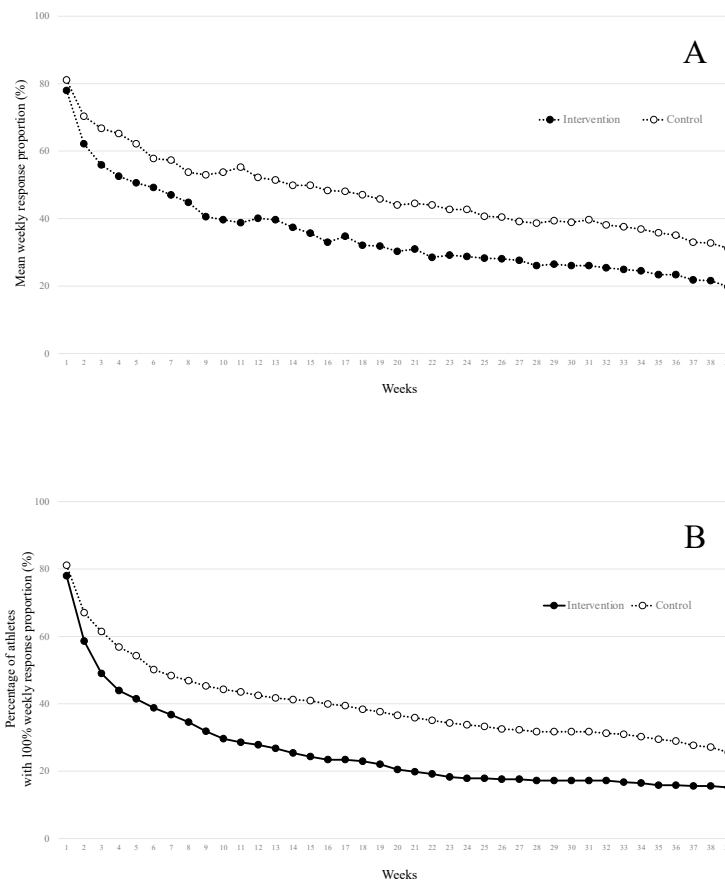 100
A
80
Mean weekly response proportion (%)
Intervention Control
60
40
20
0
1 2 3 4 5 6 7 8 9 10 11 12 13 14 15 16 17 18 19 20 21 22 23 24 25 26 27 28 29 30 31 32 33 34 35 36 37 38
Weeks
100
B
80
Percentage of athletes
with 100% weekly response proportion (%)
Intervention Control
60
40
20
0
1 2 3 4 5 6 7 8 9 10 11 12 13 14 15 16 17 18 19 20 21 22 23 24 25 26 27 28 29 30 31 32 33 34 35 36 37 38
Weeks